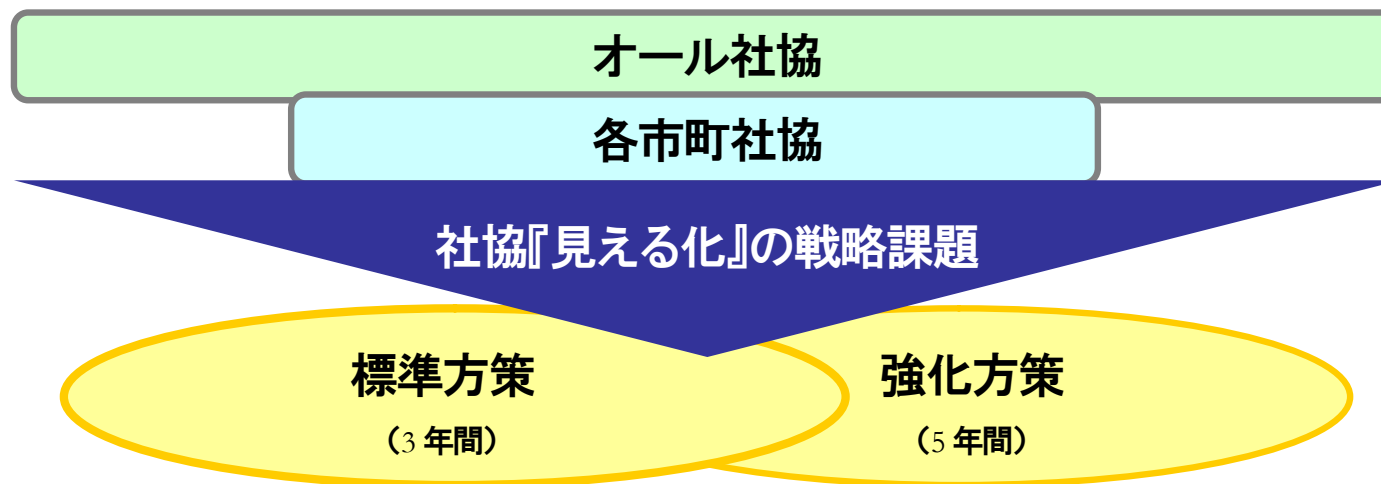 オール社協
各市町社協
社協『見える化』の戦略課題
標準方策
（3 年間）
強化方策
（5 年間）